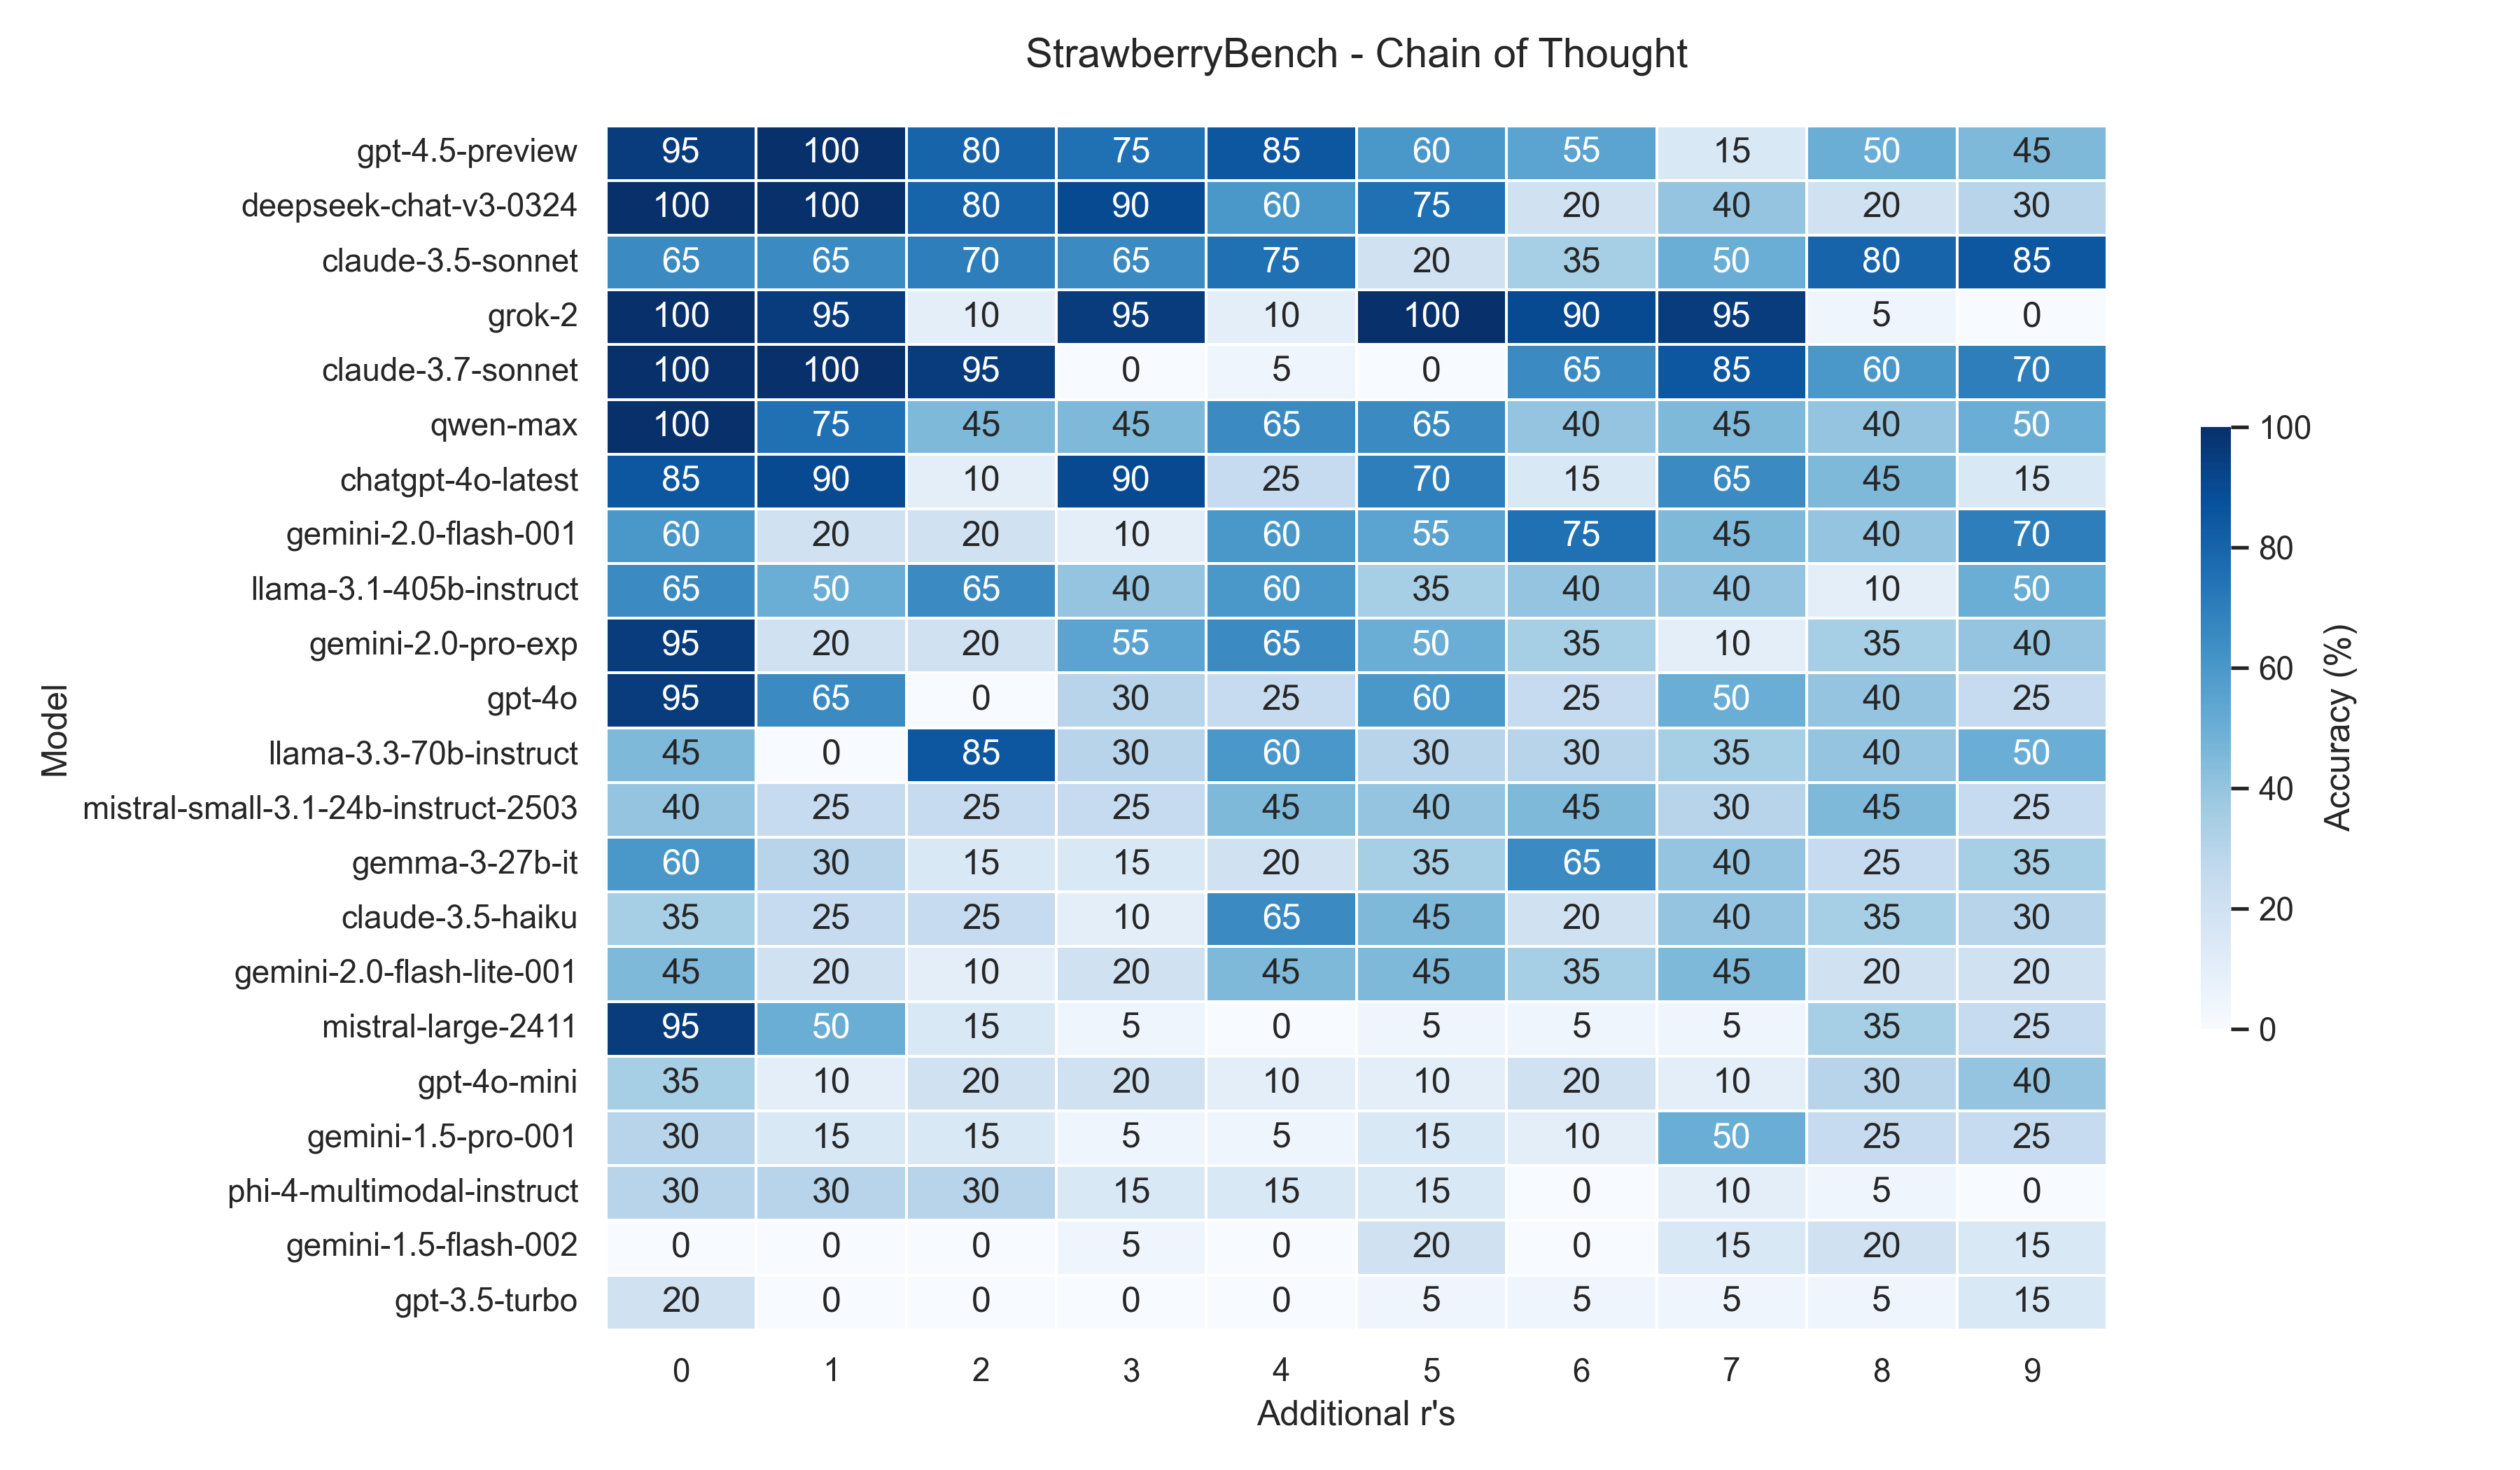 StrawberryBench - Chain of Thought
Model
gpt-4.5-preview 95 100 80 75 85 60 55 15 50 45
deepseek-chat-v3-0324 100 100 80 90 60 75 20 40 20 30
claude-3.5-sonnet 65 65 70 65 75 20 35 50 80 85
grok-2 100 95 10 95 10 100 90 95 5 0
claude-3.7-sonnet 100 100 95 0 5 0 65 85 60 70
qwen-max 100 75 45 45 65 65 40 45 40 50
chatgpt-4o-latest 85 90 10 90 25 70 15 65 45 15
gemini-2.0-flash-001 60 20 20 10 60 55 75 45 40 70
llama-3.1-405b-instruct 65 50 65 40 60 35 40 40 10 50
gemini-2.0-pro-exp 95 20 20 55 65 50 35 10 35 40
gpt-4o 95 65 0 30 25 60 25 50 40 25
llama-3.3-70b-instruct 45 0 85 30 60 30 30 35 40 50
mistral-small-3.1-24b-instruct-2503 40 25 25 25 45 40 45 30 45 25
gemma-3-27b-it 60 30 15 15 20 35 65 40 25 35
claude-3.5-haiku 35 25 25 10 65 45 20 40 35 30
gemini-2.0-flash-lite-001 45 20 10 20 45 45 35 45 20 20
mistral-large-2411 95 50 15 5 0 5 5 5 35 25
gpt-4o-mini 35 10 20 20 10 10 20 10 30 40
gemini-1.5-pro-001 30 15 15 5 5 15 10 50 25 25
phi-4-multimodal-instruct 30 30 30 15 15 15 0 10 5 0
gemini-1.5-flash-002 0 0 0 5 0 20 0 15 20 15
gpt-3.5-turbo 20 0 0 0 0 5 5 5 5 15
0 1 2 3 4 5 6 7 8 9
Additional r's
100
80
60
40
20
0
Accuracy (%)